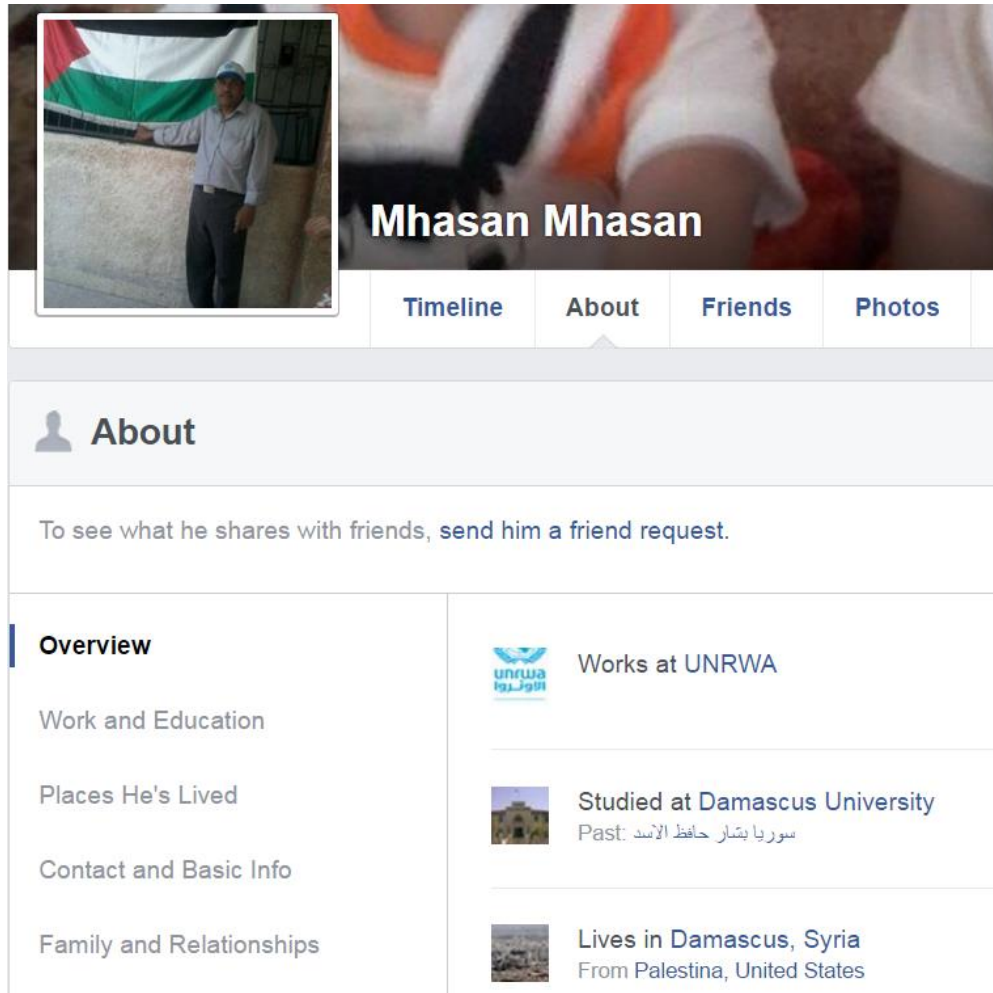 Mhasan Mhasan
Timeline About Friends Photos
About
To see what he shares with friends, send him a friend request.
Overview
Work and Education
Places He's Lived
Contact and Basic Info
Family and Relationships
unrwa
الأونروا
Works at UNRWA
Studied at Damascus University
Past: سوريا بشار حافظ الاسد
Lives in Damascus, Syria
From Palestina, United States